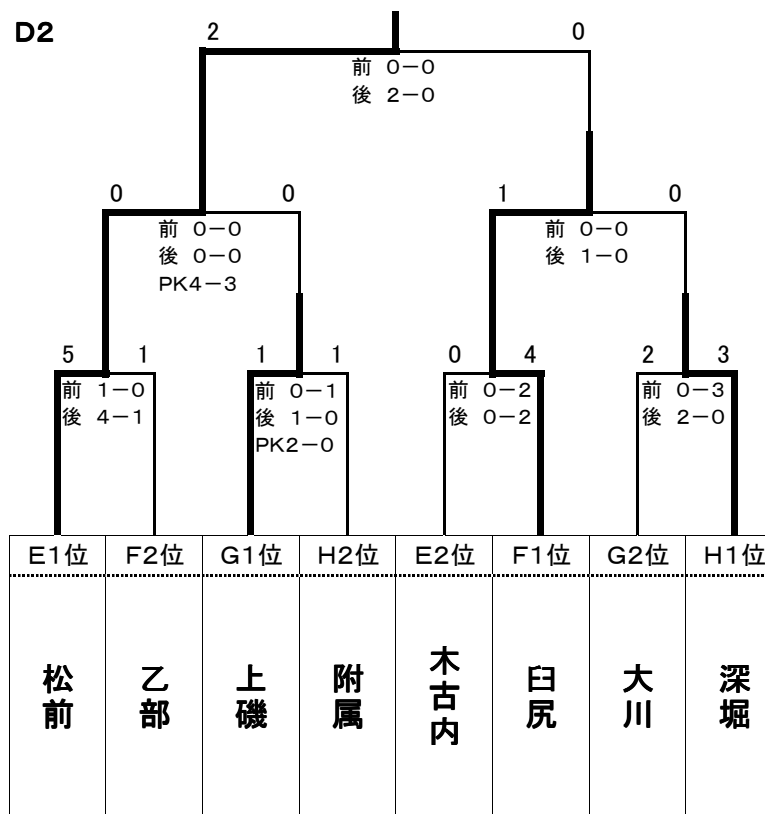 D2
2 0
前 0-0
後 2-0
0 0 1 0
前 0-0 前 0-0
後 0-0 後 1-0
PK4-3
5 1 1 1 0 4 2 3
前 1-0 前 0-1 前 0-2 前 0-3
後 4-1 後 1-0 後 0-2 後 2-0
PK2-0
E1位 F2位 G1位 H2位 E2位 F1位 G2位 H1位
松前 乙部 上磯 附属 木古内 臼尻 大川 深堀